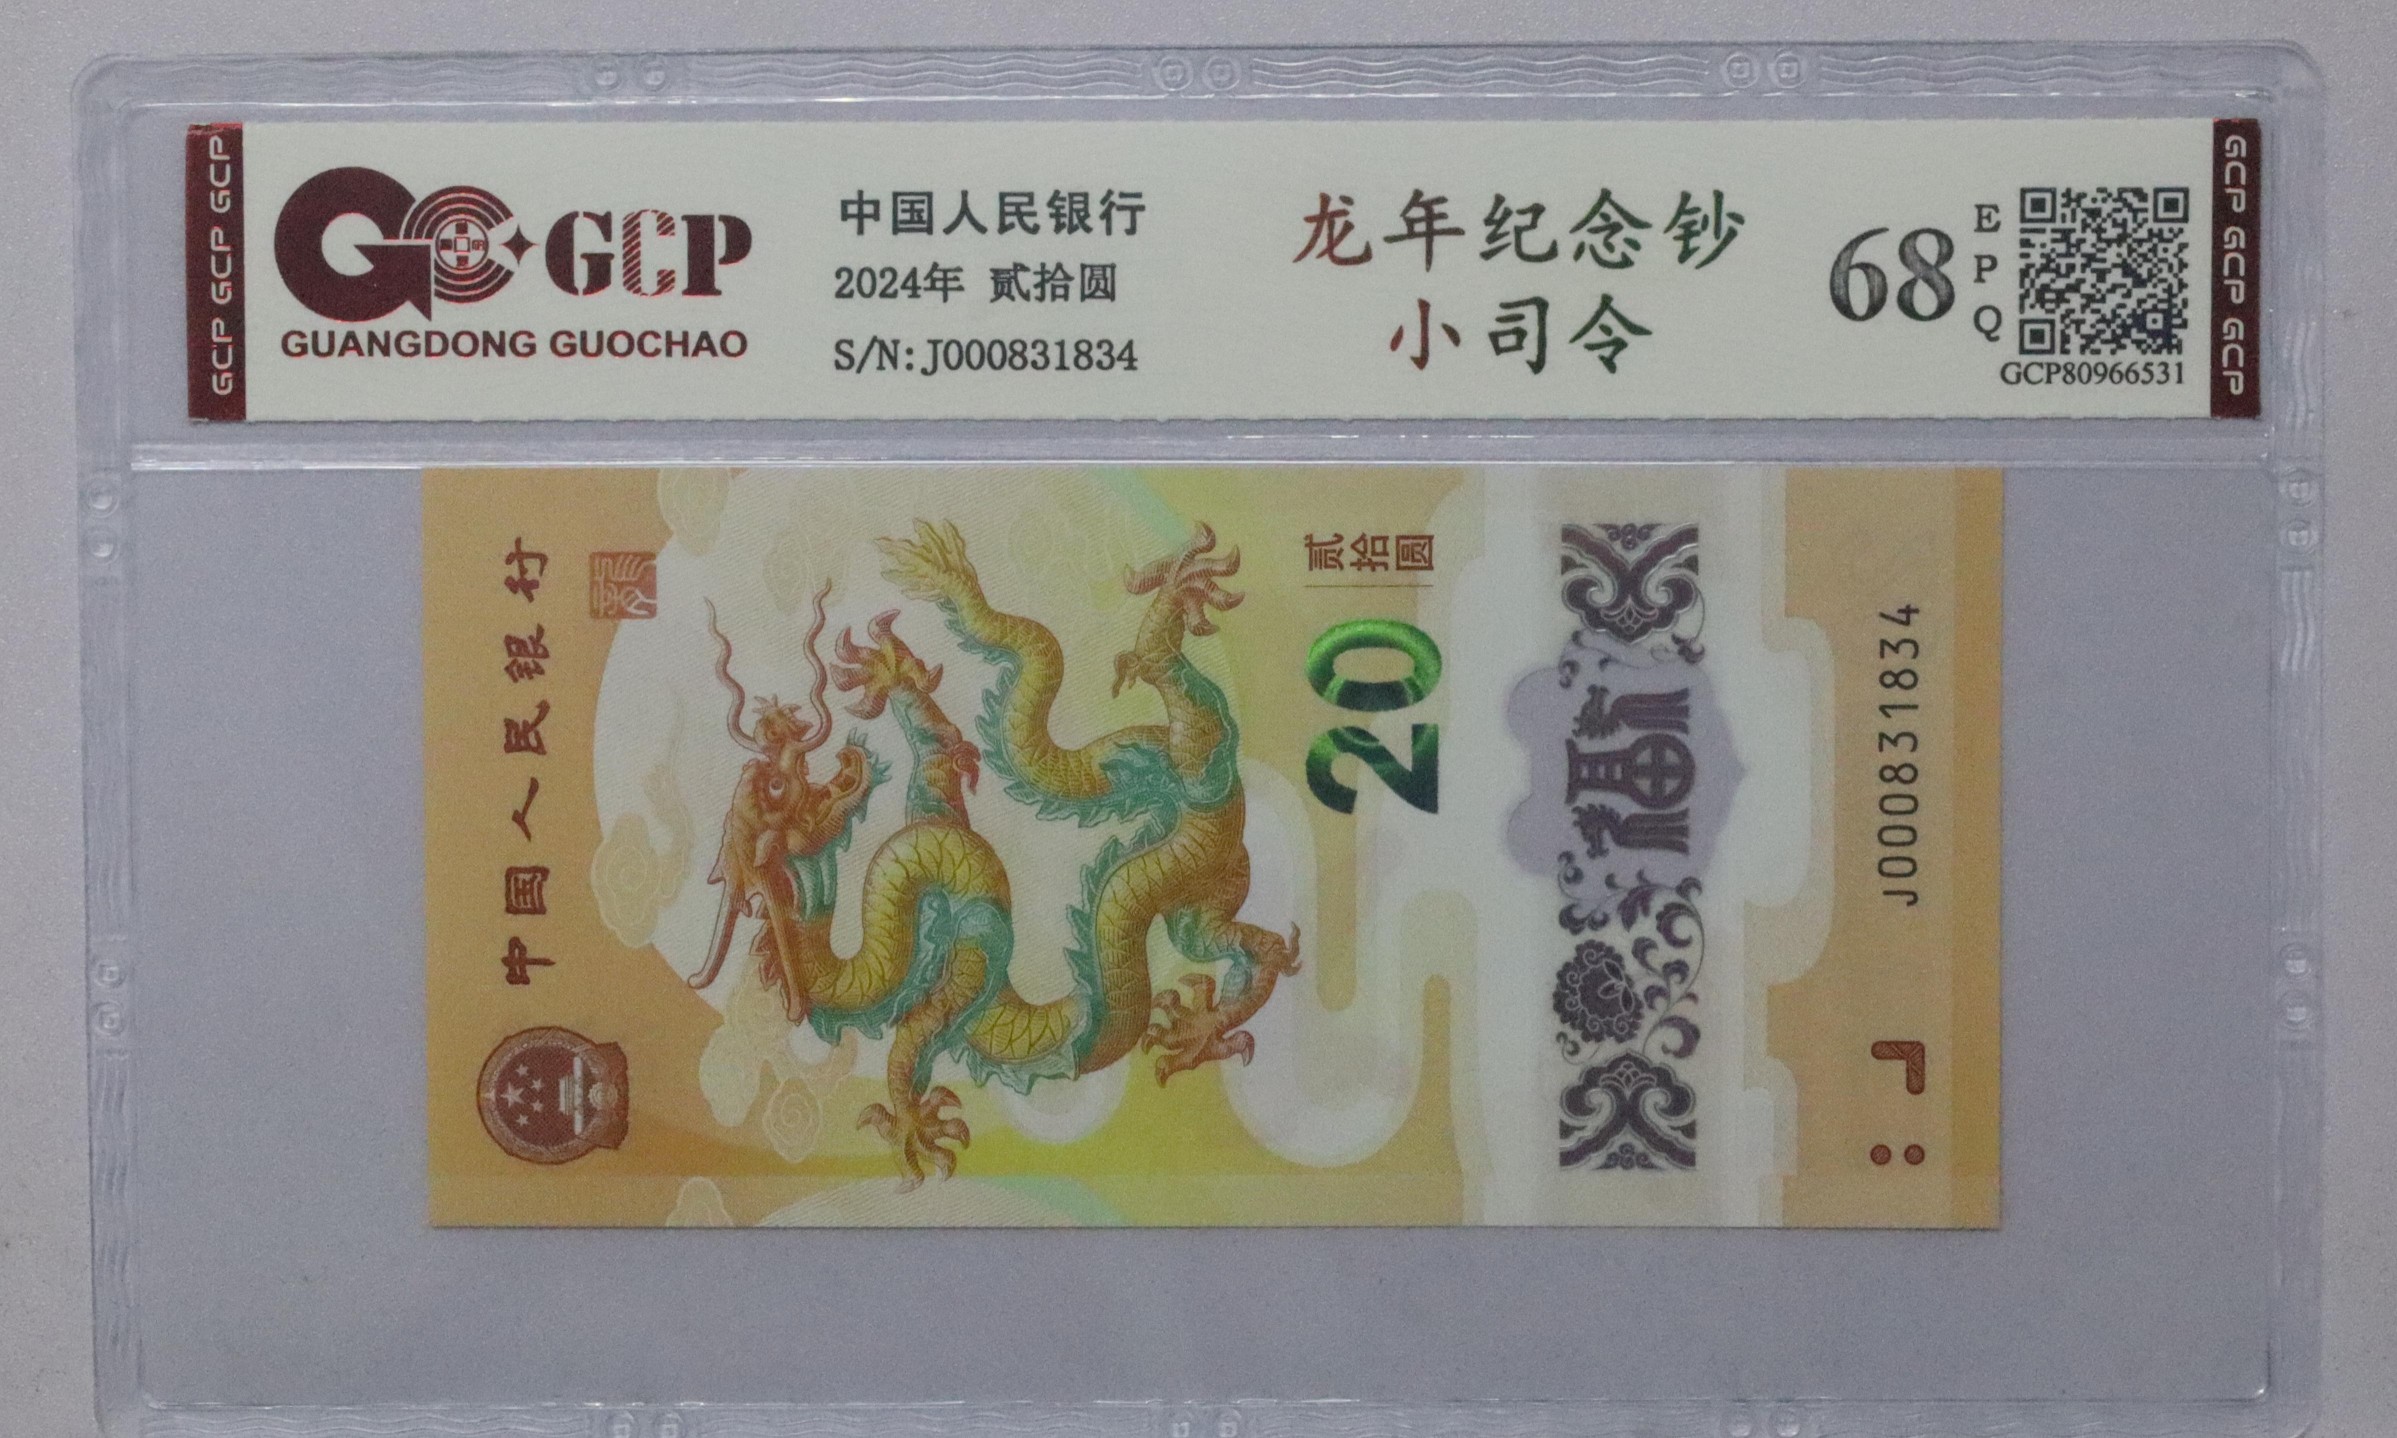 GCP GCP GCP
GCP
GUANGDONG GUOCHAO
中国人民银行
2024年 贰拾圆
S/N:J000831834
龙年纪念钞
小司令
68
EPQ
GCP80966531
GCP GCP GCP
中国人民银行
贰拾圆
20
福
J000831834